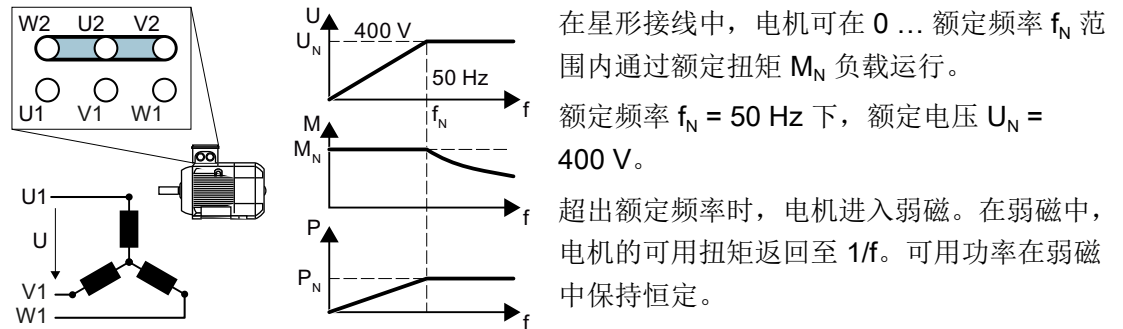 W2 U2 V2
U1 V1 W1
U1
U
V1
W1
U
U_N
400 V
50 Hz
f_N
f
M
M_N
f
P
P_N
f
在星形接线中，电机可在 0 … 额定频率 f_N 范
围内通过额定扭矩 M_N 负载运行。
额定频率 f_N = 50 Hz 下，额定电压 U_N =
400 V。
超出额定频率时，电机进入弱磁。在弱磁中，
电机的可用扭矩返回至 1/f。可用功率在弱磁
中保持恒定。